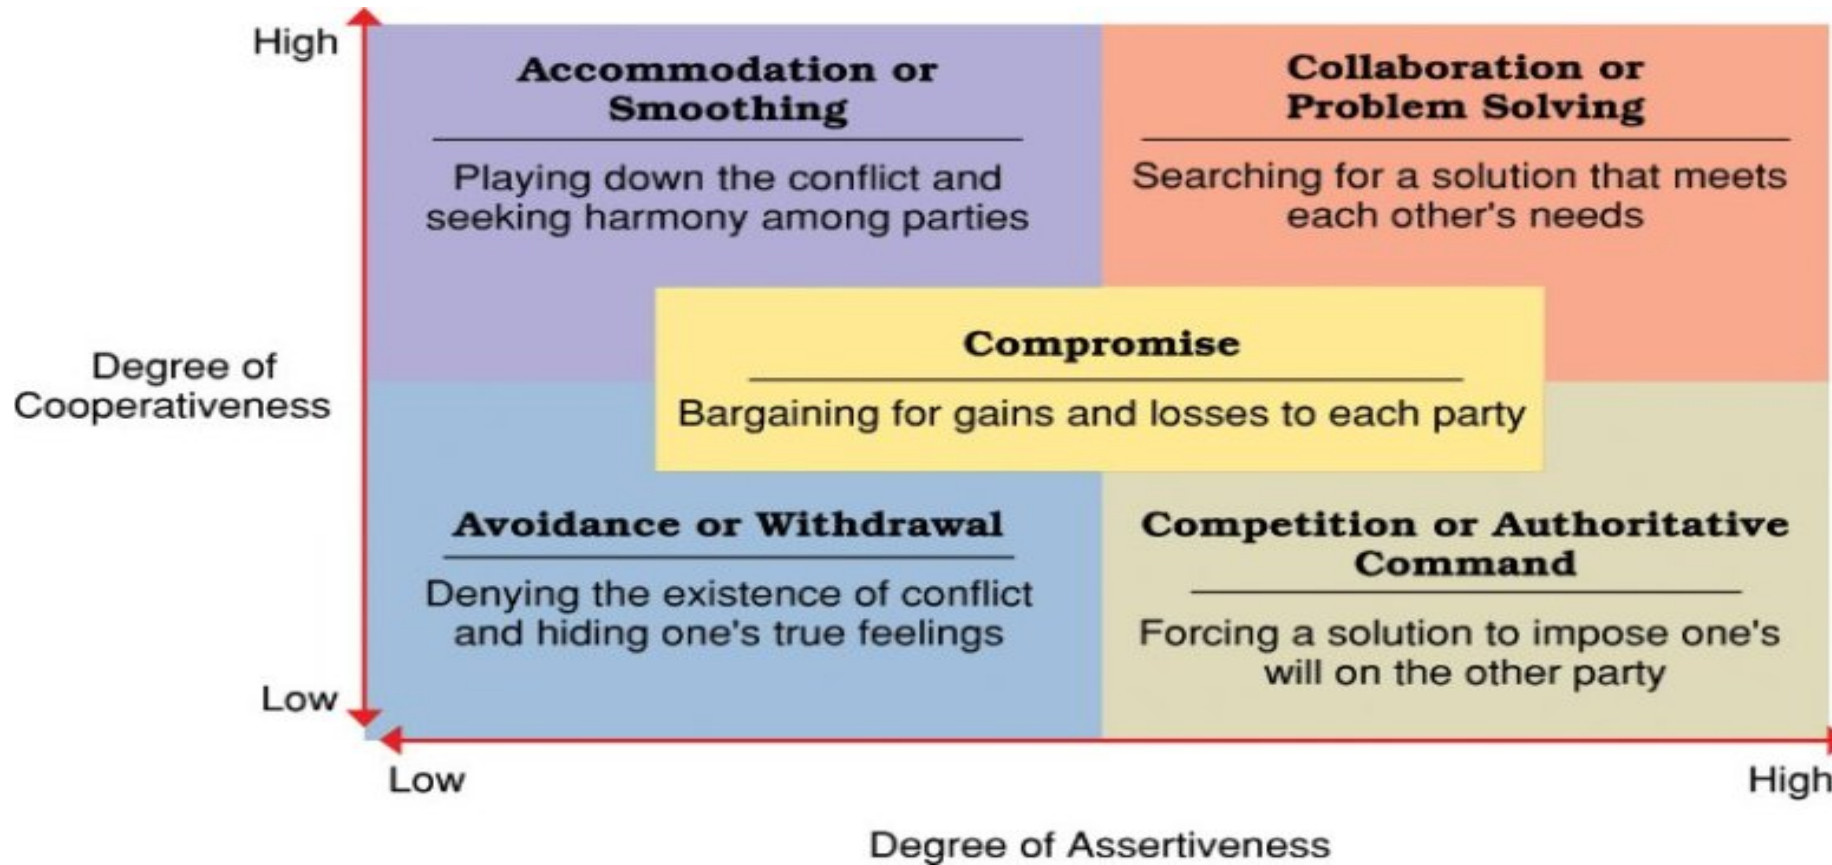 High
Accommodation or
Smoothing
Playing down the conflict and
seeking harmony among parties
Collaboration or
Problem Solving
Searching for a solution that meets
each other's needs
Degree of
Cooperativeness
Compromise
Bargaining for gains and losses to each party
Avoidance or Withdrawal
Denying the existence of conflict
and hiding one's true feelings
Competition or Authoritative
Command
Forcing a solution to impose one's
will on the other party
Low
Low
High
Degree of Assertiveness